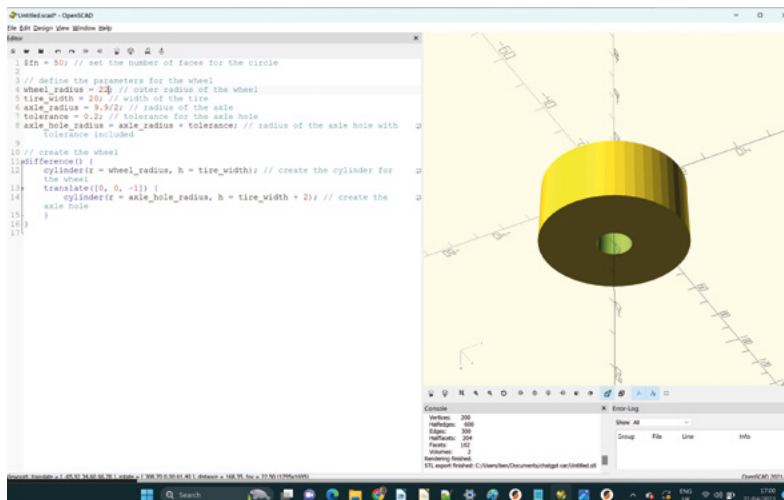 Untitled.scad* - OpenSCAD
File Edit Design View Window Help
Editor
1 $fn = 50; // set the number of faces for the circle
2
3 // define the parameters for the wheel
4 wheel_radius = 22; // outer radius of the wheel
5 tire_width = 20; // width of the tire
6 axle_radius = 9.9/2; // radius of the axle
7 tolerance = 0.2; // tolerance for the axle hole
8 axle_hole_radius = axle_radius + tolerance; // radius of the axle hole with
tolerance included
9
10 // create the wheel
11 difference() {
12 cylinder(r = wheel_radius, h = tire_width); // create the cylinder for
the wheel
13 translate([0, 0, -1]) {
14 cylinder(r = axle_hole_radius, h = tire_width + 2); // create the
axle hole
15 }
16 }
17
Console
Vertices: 200
Halfedges: 600
Edges: 300
Halffacets: 204
Facets: 102
Volumes: 2
Rendering finished.
STL export finished: C:/Users/ben/Documents/chatgpt car/Untitled.stl
Error-Log
Show All
Group File Line Info
Search
ENG
17:00